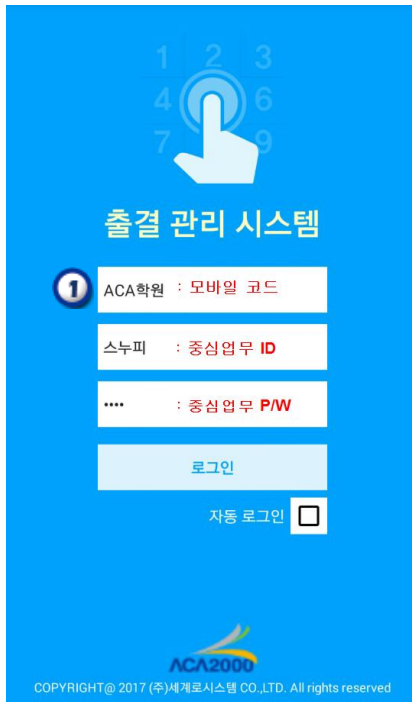 1 2 3
4 6
7 9
출결 관리 시스템
1 ACA학원 : 모바일 코드
스누피 : 중심업무 ID
•••• : 중심업무 P/W
로그인
자동 로그인
ACA2000
COPYRIGHT@ 2017 (주)세계로시스템 CO.,LTD. All rights reserved